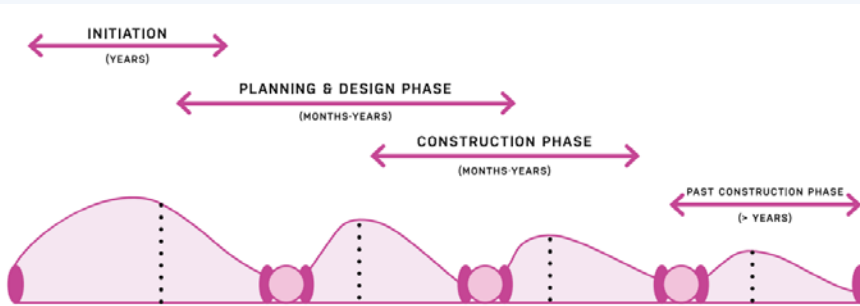 INITIATION
(YEARS)
PLANNING & DESIGN PHASE
(MONTHS-YEARS)
CONSTRUCTION PHASE
(MONTHS-YEARS)
PAST CONSTRUCTION PHASE
(> YEARS)